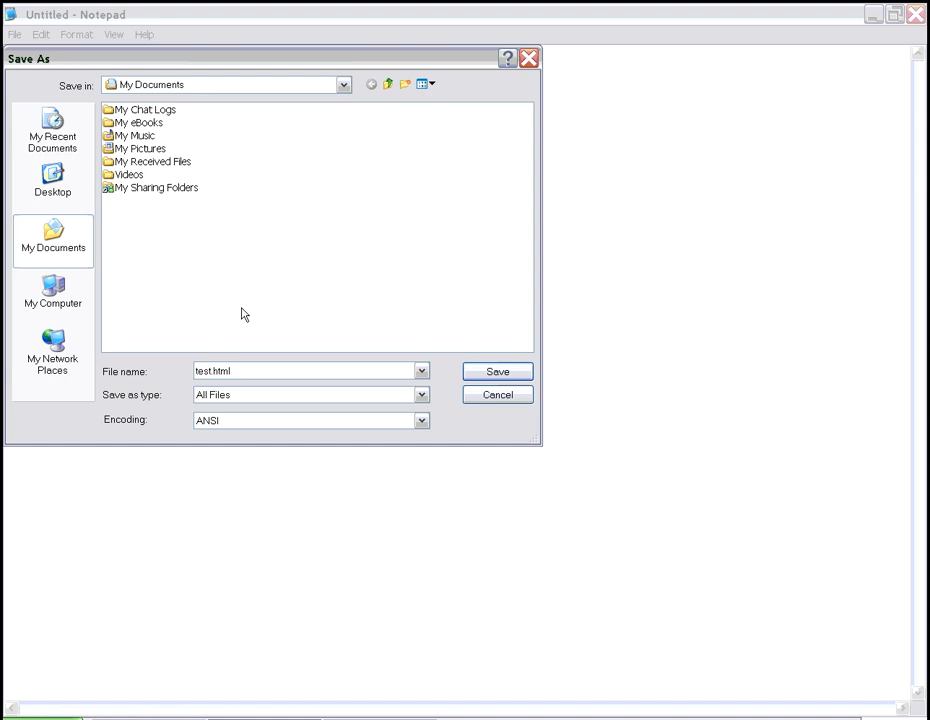 Untitled - Notepad
File Edit Format View Help
Save As
Save in: My Documents
My Recent Documents
Desktop
My Documents
My Computer
My Network Places
My Chat Logs
My eBooks
My Music
My Pictures
My Received Files
Videos
My Sharing Folders
File name: test.html Save
Save as type: All Files Cancel
Encoding: ANSI